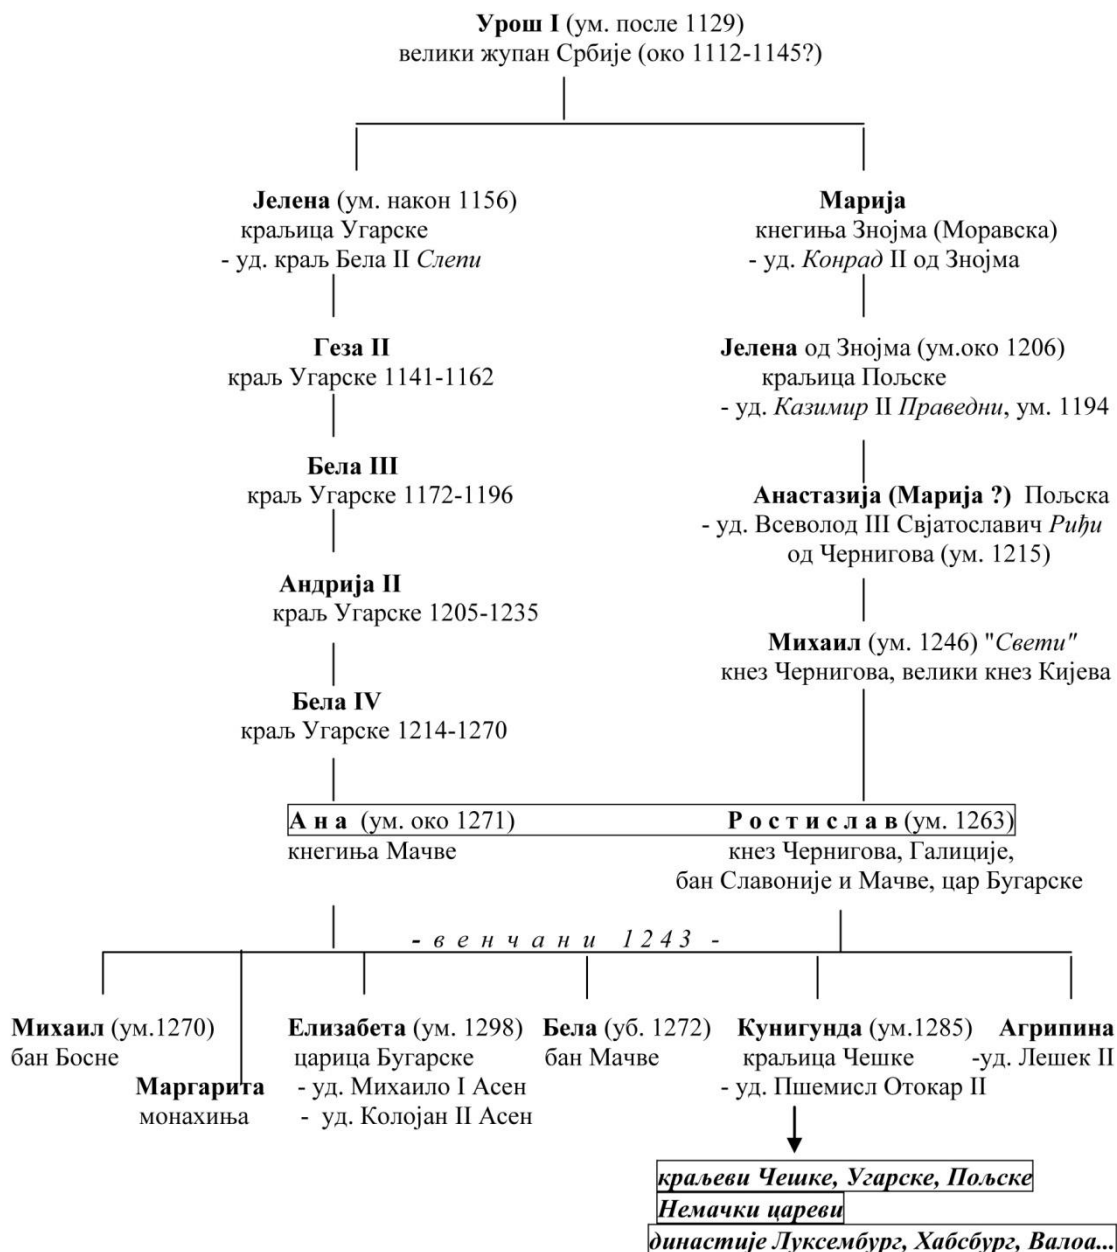 Урош I (ум. после 1129)
велики жупан Србије (око 1112-1145?)
Јелена (ум. након 1156)
краљица Угарске
- уд. краљ Бела II Слепи
Марија
кнегиња Знојма (Моравска)
- уд. Конрад II од Знојма
Геза II
краљ Угарске 1141-1162
Јелена од Знојма (ум.око 1206)
краљица Пољске
- уд. Казимир II Праведни, ум. 1194
Бела III
краљ Угарске 1172-1196
Анастазија (Марија ?) Пољска
- уд. Всеволод III Свјатославич Риђи
од Чернигова (ум. 1215)
Андрија II
краљ Угарске 1205-1235
Михаил (ум. 1246) "Свети"
кнез Чернигова, велики кнез Кијева
Бела IV
краљ Угарске 1214-1270
А н а (ум. око 1271)
кнегиња Мачве
Р о с т и с л а в (ум. 1263)
кнез Чернигова, Галиције,
бан Славоније и Мачве, цар Бугарске
- в е н ч а н и 1 2 4 3 -
Михаил (ум.1270)
бан Босне
Маргарита
монахиња
Елизабета (ум. 1298)
царица Бугарске
- уд. Михаило I Асен
- уд. Колојан II Асен
Бела (уб. 1272)
бан Мачве
Кунигунда (ум.1285)
краљица Чешке
- уд. Пшемисл Отокар II
Агрипина
-уд. Лешек II
краљеви Чешке, Угарске, Пољске
Немачки цареви
династије Луксембург, Хабсбург, Валоа...